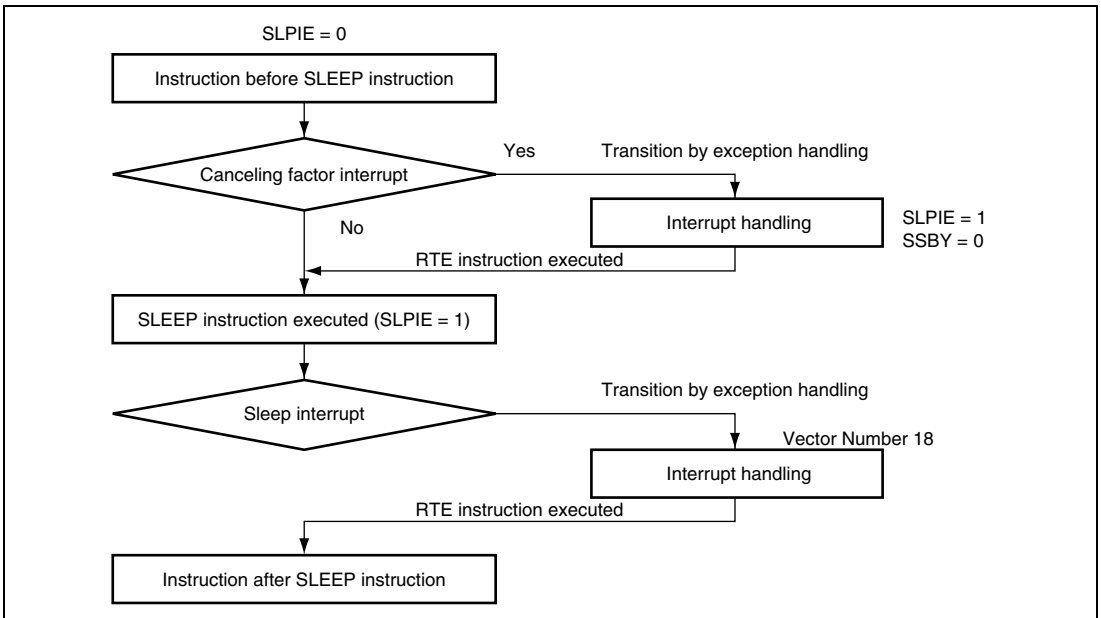 SLPIE = 0
Instruction before SLEEP instruction
Yes
Transition by exception handling
Canceling factor interrupt
Interrupt handling
SLPIE = 1
SSBY = 0
No
RTE instruction executed
SLEEP instruction executed (SLPIE = 1)
Transition by exception handling
Sleep interrupt
Vector Number 18
Interrupt handling
RTE instruction executed
Instruction after SLEEP instruction